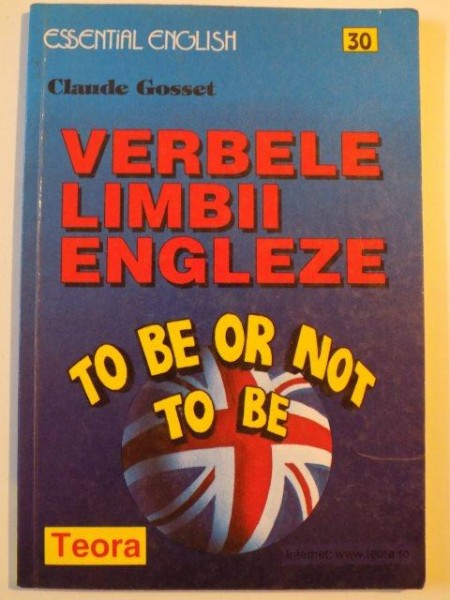 ESSENTIAL ENGLISH
30
Claude Gosset
VERBELE
LIMBII
ENGLEZE
TO BE OR NOT
TO BE
Teora
Internet: www.teora.ro